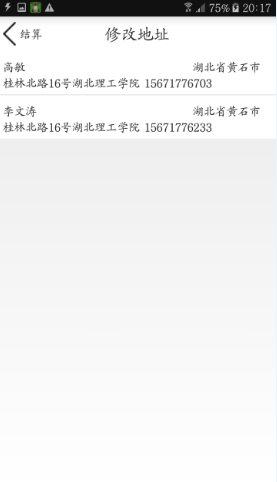 75% 20:17
结算 修改地址
高敏 湖北省黄石市
桂林北路16号湖北理工学院 15671776703
李文涛 湖北省黄石市
桂林北路16号湖北理工学院 15671776233